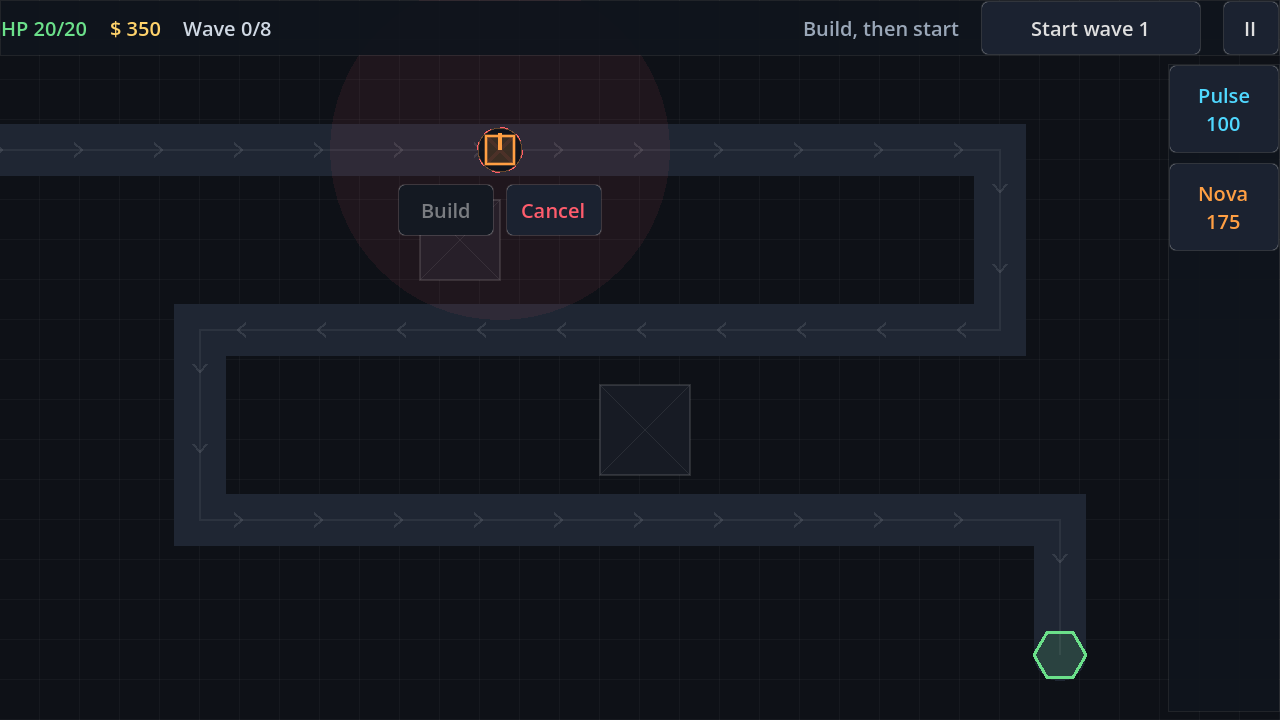 HP 20/20 $ 350 Wave 0/8 Build, then start Start wave 1 II
Pulse
100
Nova
175
Build Cancel